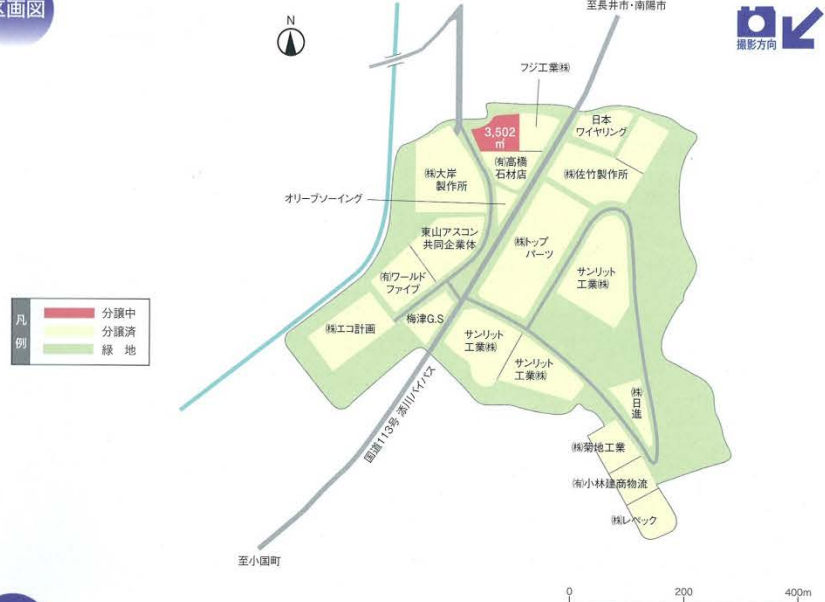 区画図
N
至長井市・南陽市
撮影方向
フジ工業㈱
日本
ワイヤリング
3,502
㎡
㈲高橋
石材店
㈱大岸
製作所
㈱佐竹製作所
オリーブソーイング
東山アスコン
共同企業体
㈱トップ
パーツ
サンリット
工業㈱
㈲ワールド
ファイブ
凡例
分譲中
分譲済
緑 地
㈱エコ計画
梅津G.S
サンリット
工業㈱
サンリット
工業㈱
㈱日進
国道113号 添川バイパス
㈱菊地工業
㈲小林建商物流
㈱レベック
至小国町
0 200 400m